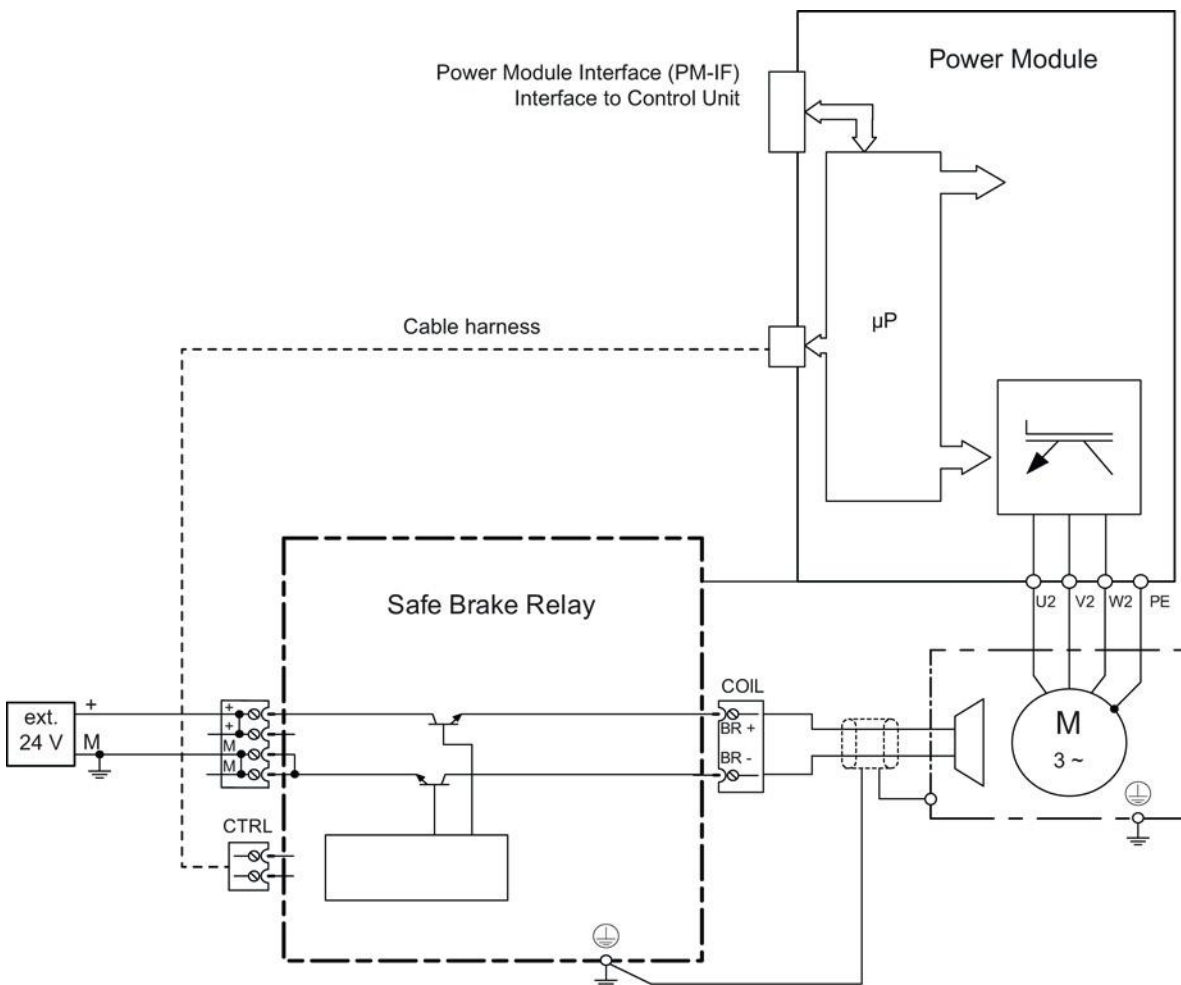 Power Module
Power Module Interface (PM-IF)
Interface to Control Unit
Cable harness
µP
Safe Brake Relay
U2 V2 W2 PE
COIL
ext.
24 V
+
M
+
+
M
M
BR +
BR -
M
3 ~
CTRL